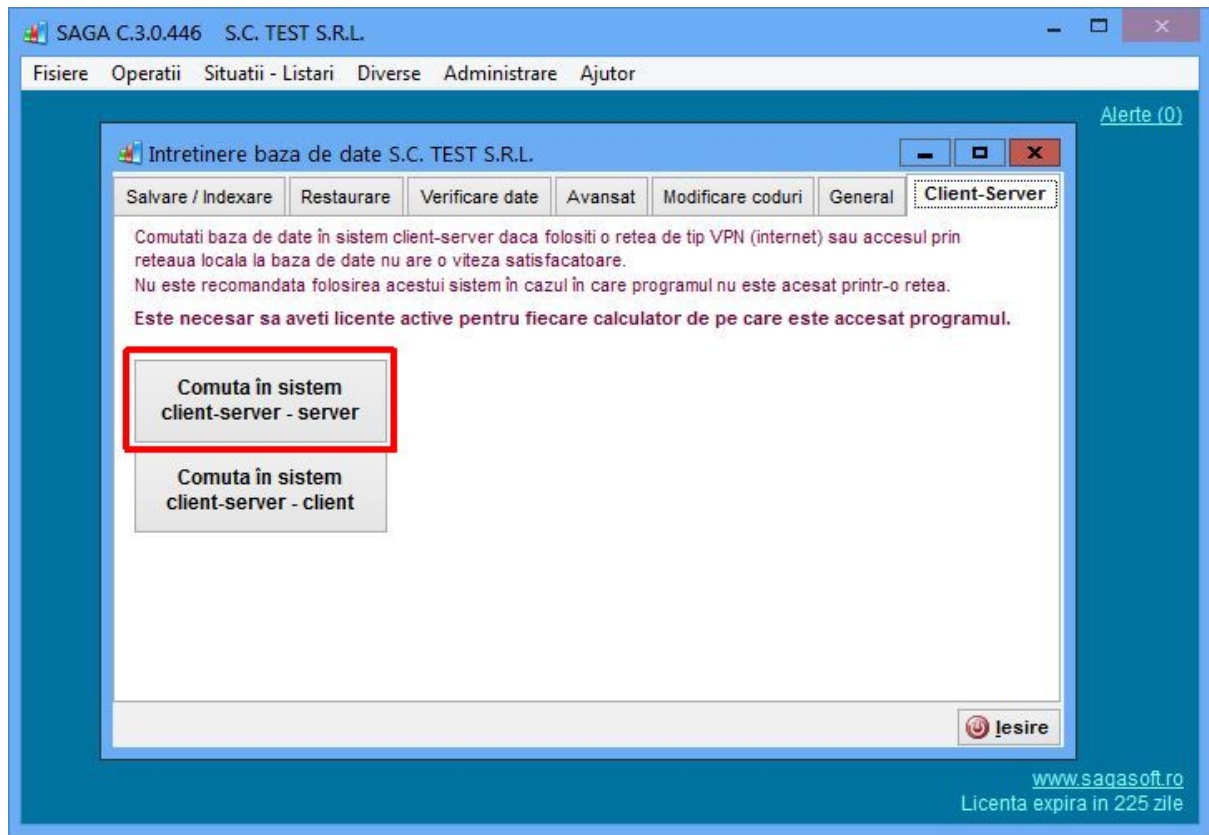 SAGA C.3.0.446 S.C. TEST S.R.L.
Fisiere Operatii Situatii - Listari Diverse Administrare Ajutor
Alerte (0)
Intretinere baza de date S.C. TEST S.R.L.
Salvare / Indexare Restaurare Verificare date Avansat Modificare coduri General Client-Server
Comutati baza de date în sistem client-server daca folositi o retea de tip VPN (internet) sau accesul prin
reteaua locala la baza de date nu are o viteza satisfacatoare.
Nu este recomandata folosirea acestui sistem în cazul în care programul nu este acesat printr-o retea.
Este necesar sa aveti licente active pentru fiecare calculator de pe care este accesat programul.
Comuta în sistem
client-server - server
Comuta în sistem
client-server - client
Iesire
www.sagasoft.ro
Licenta expira in 225 zile